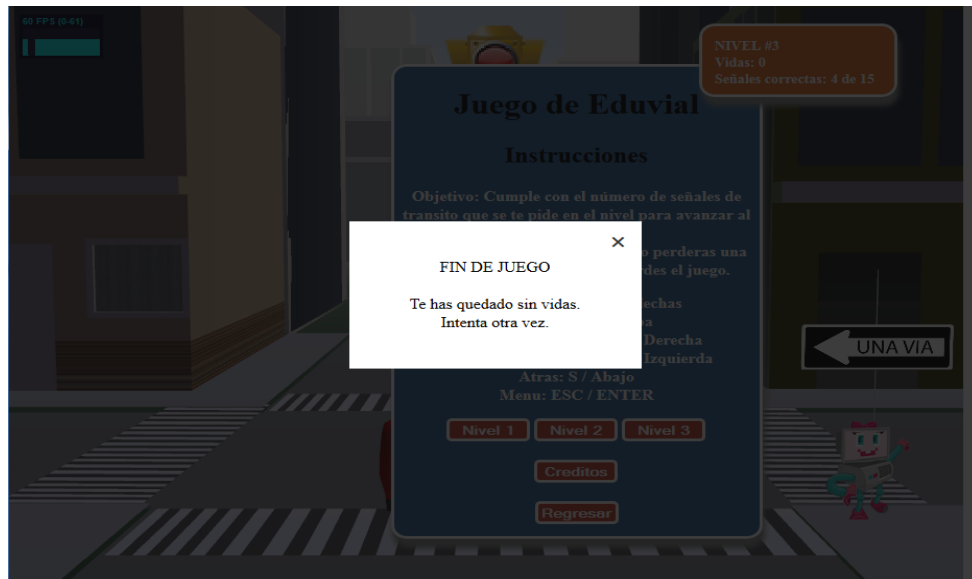 60 FPS (0-61)
NIVEL #3
Vidas: 0
Señales correctas: 4 de 15
Juego de Eduvial
Instrucciones
Objetivo: Cumple con el número de señales de
transito que se te pide en el nivel para avanzar al
perderas una
el juego.
×
FIN DE JUEGO
Te has quedado sin vidas.
Intenta otra vez.
Derecha
Izquierda
Atras: S / Abajo
Menu: ESC / ENTER
Nivel 1 Nivel 2 Nivel 3
Creditos
Regresar
UNA VIA